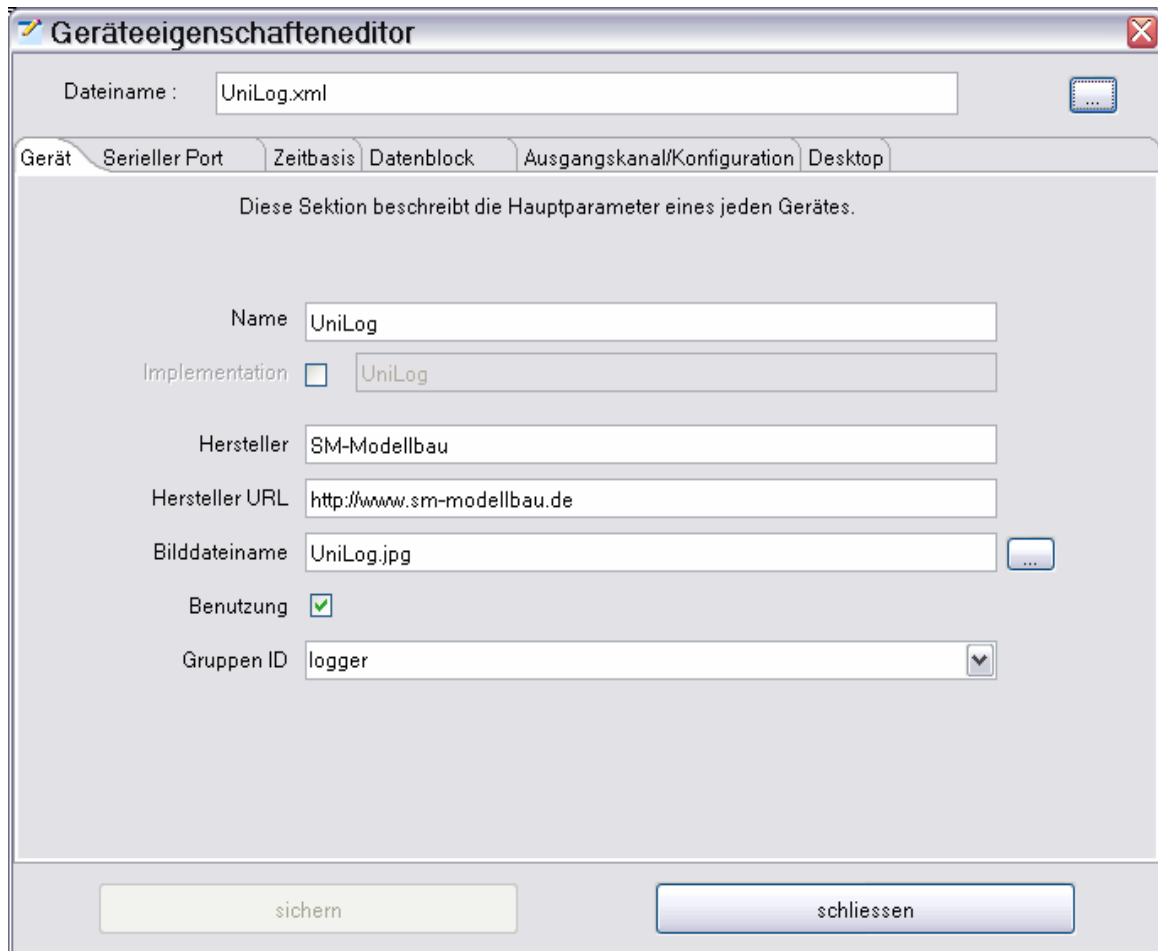 Geräteeigenschafteneditor
Dateiname : UniLog.xml ...
Gerät Serieller Port Zeitbasis Datenblock Ausgangskanal/Konfiguration Desktop
Diese Sektion beschreibt die Hauptparameter eines jeden Gerätes.
Name UniLog
Implementation UniLog
Hersteller SM-Modellbau
Hersteller URL http://www.sm-modellbau.de
Bilddateiname UniLog.jpg ...
Benutzung
Gruppen ID logger
sichern schliessen